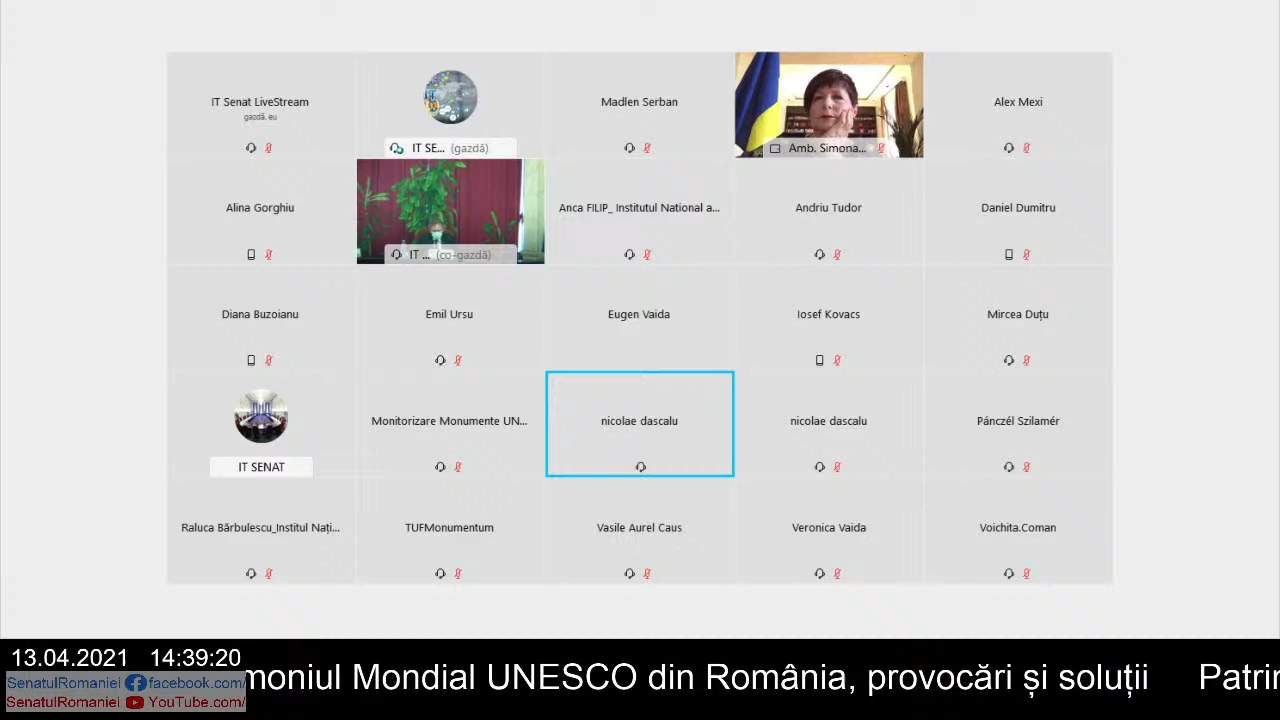 IT Senat LiveStream
gazdă. eu
IT SE... (gazdă)
Madlen Serban
Amb. Simona...
Alex Mexi
Alina Gorghiu
IT ... (co-gazdă)
Anca FILIP_ Institutul National a...
Andriu Tudor
Daniel Dumitru
Diana Buzoianu
Emil Ursu
Eugen Vaida
Iosef Kovacs
Mircea Duțu
IT SENAT
Monitorizare Monumente UN...
nicolae dascalu
nicolae dascalu
Pánczél Szilamér
Raluca Bărbulescu_Institul Nați...
TUFMonumentum
Vasile Aurel Caus
Veronica Vaida
Voichita.Coman
13.04.2021 14:39:20
SenatulRomaniei facebook.com/
SenatulRomaniei YouTube.com/
moniul Mondial UNESCO din România, provocări și soluții Patrim